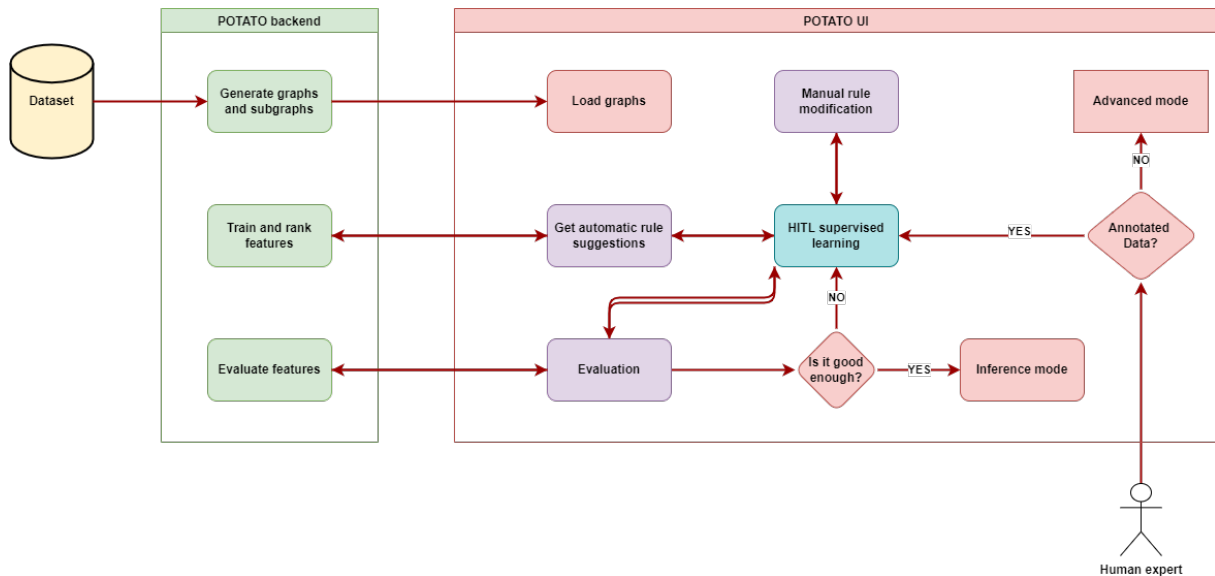 POTATO backend
POTATO UI
Dataset
Generate graphs
and subgraphs
Load graphs
Manual rule
modification
Advanced mode
NO
Train and rank
features
Get automatic rule
suggestions
HITL supervised
learning
YES
Annotated
Data?
NO
Evaluate features
Evaluation
Is it good
enough?
YES
Inference mode
Human expert